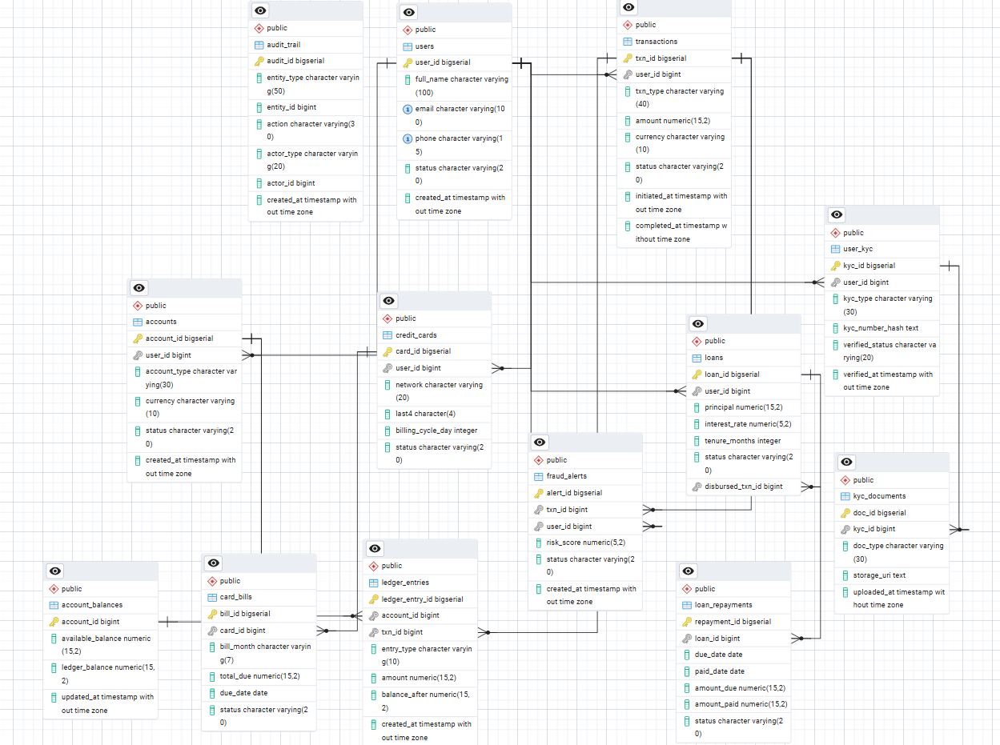 public
audit_trail
audit_id bigserial
entity_type character varyin
g(50)
entity_id bigint
action character varying(3
0)
actor_type character varyin
g(20)
actor_id bigint
created_at timestamp with
out time zone
public
users
user_id bigserial
full_name character varying
(100)
1 email character varying(10
0)
1 phone character varying(1
5)
status character varying(2
0)
created_at timestamp with
out time zone
public
transactions
txn_id bigserial
user_id bigint
txn_type character varying
(40)
amount numeric(15,2)
currency character varying
(10)
status character varying(2
0)
initiated_at timestamp with
out time zone
completed_at timestamp w
ithout time zone
public
user_kyc
kyc_id bigserial
user_id bigint
kyc_type character varying
(30)
kyc_number_hash text
verified_status character va
rying(20)
verified_at timestamp with
out time zone
public
accounts
account_id bigserial
user_id bigint
account_type character var
ying(30)
currency character varying
(10)
status character varying(2
0)
created_at timestamp with
out time zone
public
credit_cards
card_id bigserial
user_id bigint
network character varying
(20)
last4 character(4)
billing_cycle_day integer
status character varying(2
0)
public
loans
loan_id bigserial
user_id bigint
principal numeric(15,2)
interest_rate numeric(5,2)
tenure_months integer
status character varying(2
0)
disbursed_txn_id bigint
public
fraud_alerts
alert_id bigserial
txn_id bigint
user_id bigint
risk_score numeric(5,2)
status character varying(2
0)
created_at timestamp with
out time zone
public
kyc_documents
doc_id bigserial
kyc_id bigint
doc_type character varying
(30)
storage_uri text
uploaded_at timestamp wit
hout time zone
public
account_balances
account_id bigint
available_balance numeric
(15,2)
ledger_balance numeric(15,
2)
updated_at timestamp with
out time zone
public
card_bills
bill_id bigserial
card_id bigint
bill_month character varyin
g(7)
total_due numeric(15,2)
due_date date
status character varying(2
0)
public
ledger_entries
ledger_entry_id bigserial
account_id bigint
txn_id bigint
entry_type character varyin
g(10)
amount numeric(15,2)
balance_after numeric(15,
2)
created_at timestamp with
out time zone
public
loan_repayments
repayment_id bigserial
loan_id bigint
due_date date
paid_date date
amount_due numeric(15,2)
amount_paid numeric(15,2)
status character varying(2
0)